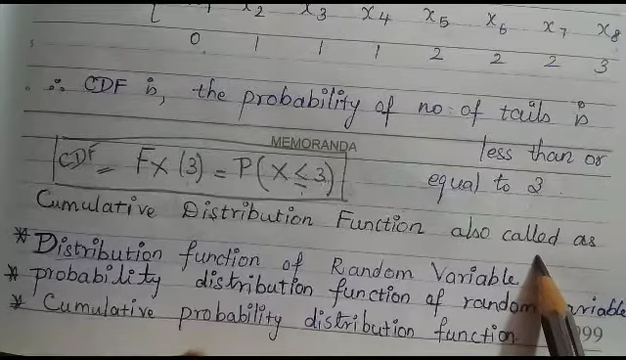 x2 x3 x4 x5 x6 x7 x8
0 1 1 1 2 2 2 3
∴ CDF is, the probability of no: of tails is
MEMORANDA
less than or
CDF = FX (3) = P(X ≤ 3) equal to 3.
Cumulative Distribution Function also called as
* Distribution function of Random Variable
* probability distribution function of random variable
* Cumulative probability distribution function.
999